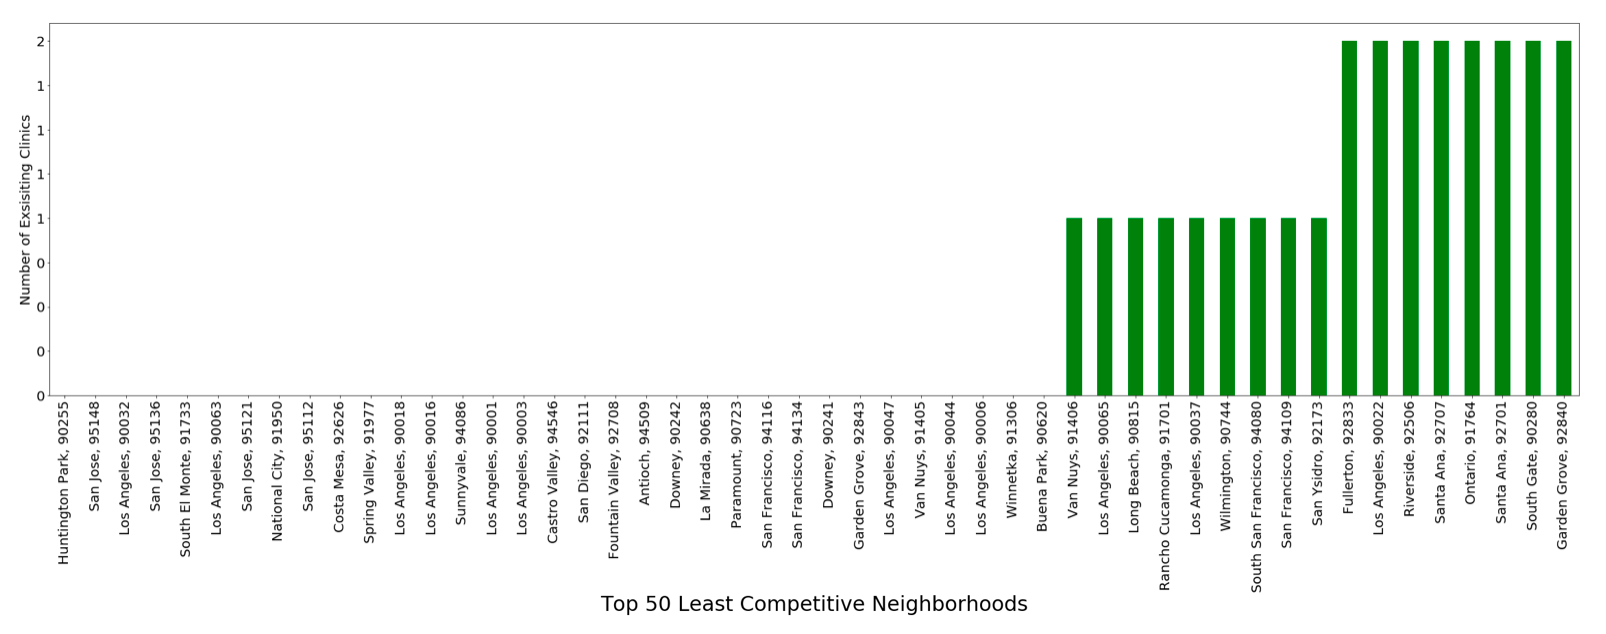 Number of Exsisiting Clinics
2
1
1
1
1
0
0
0
0
Huntington Park, 90255
San Jose, 95148
Los Angeles, 90032
San Jose, 95136
South El Monte, 91733
Los Angeles, 90063
San Jose, 95121
National City, 91950
San Jose, 95112
Costa Mesa, 92626
Spring Valley, 91977
Los Angeles, 90018
Los Angeles, 90016
Sunnyvale, 94086
Los Angeles, 90001
Los Angeles, 90003
Castro Valley, 94546
San Diego, 92111
Fountain Valley, 92708
Antioch, 94509
Downey, 90242
La Mirada, 90638
Paramount, 90723
San Francisco, 94116
San Francisco, 94134
Downey, 90241
Garden Grove, 92843
Los Angeles, 90047
Van Nuys, 91405
Los Angeles, 90044
Los Angeles, 90006
Winnetka, 91306
Buena Park, 90620
Van Nuys, 91406
Los Angeles, 90065
Long Beach, 90815
Rancho Cucamonga, 91701
Los Angeles, 90037
Wilmington, 90744
South San Francisco, 94080
San Francisco, 94109
San Ysidro, 92173
Fullerton, 92833
Los Angeles, 90022
Riverside, 92506
Santa Ana, 92707
Ontario, 91764
Santa Ana, 92701
South Gate, 90280
Garden Grove, 92840
Top 50 Least Competitive Neighborhoods